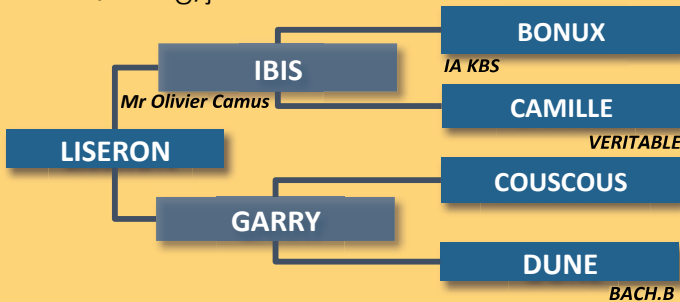 BONUX
IBIS
IA KBS
Mr Olivier Camus
CAMILLE
VERITABLE
LISERON
COUSCOUS
GARRY
DUNE
BACH.B